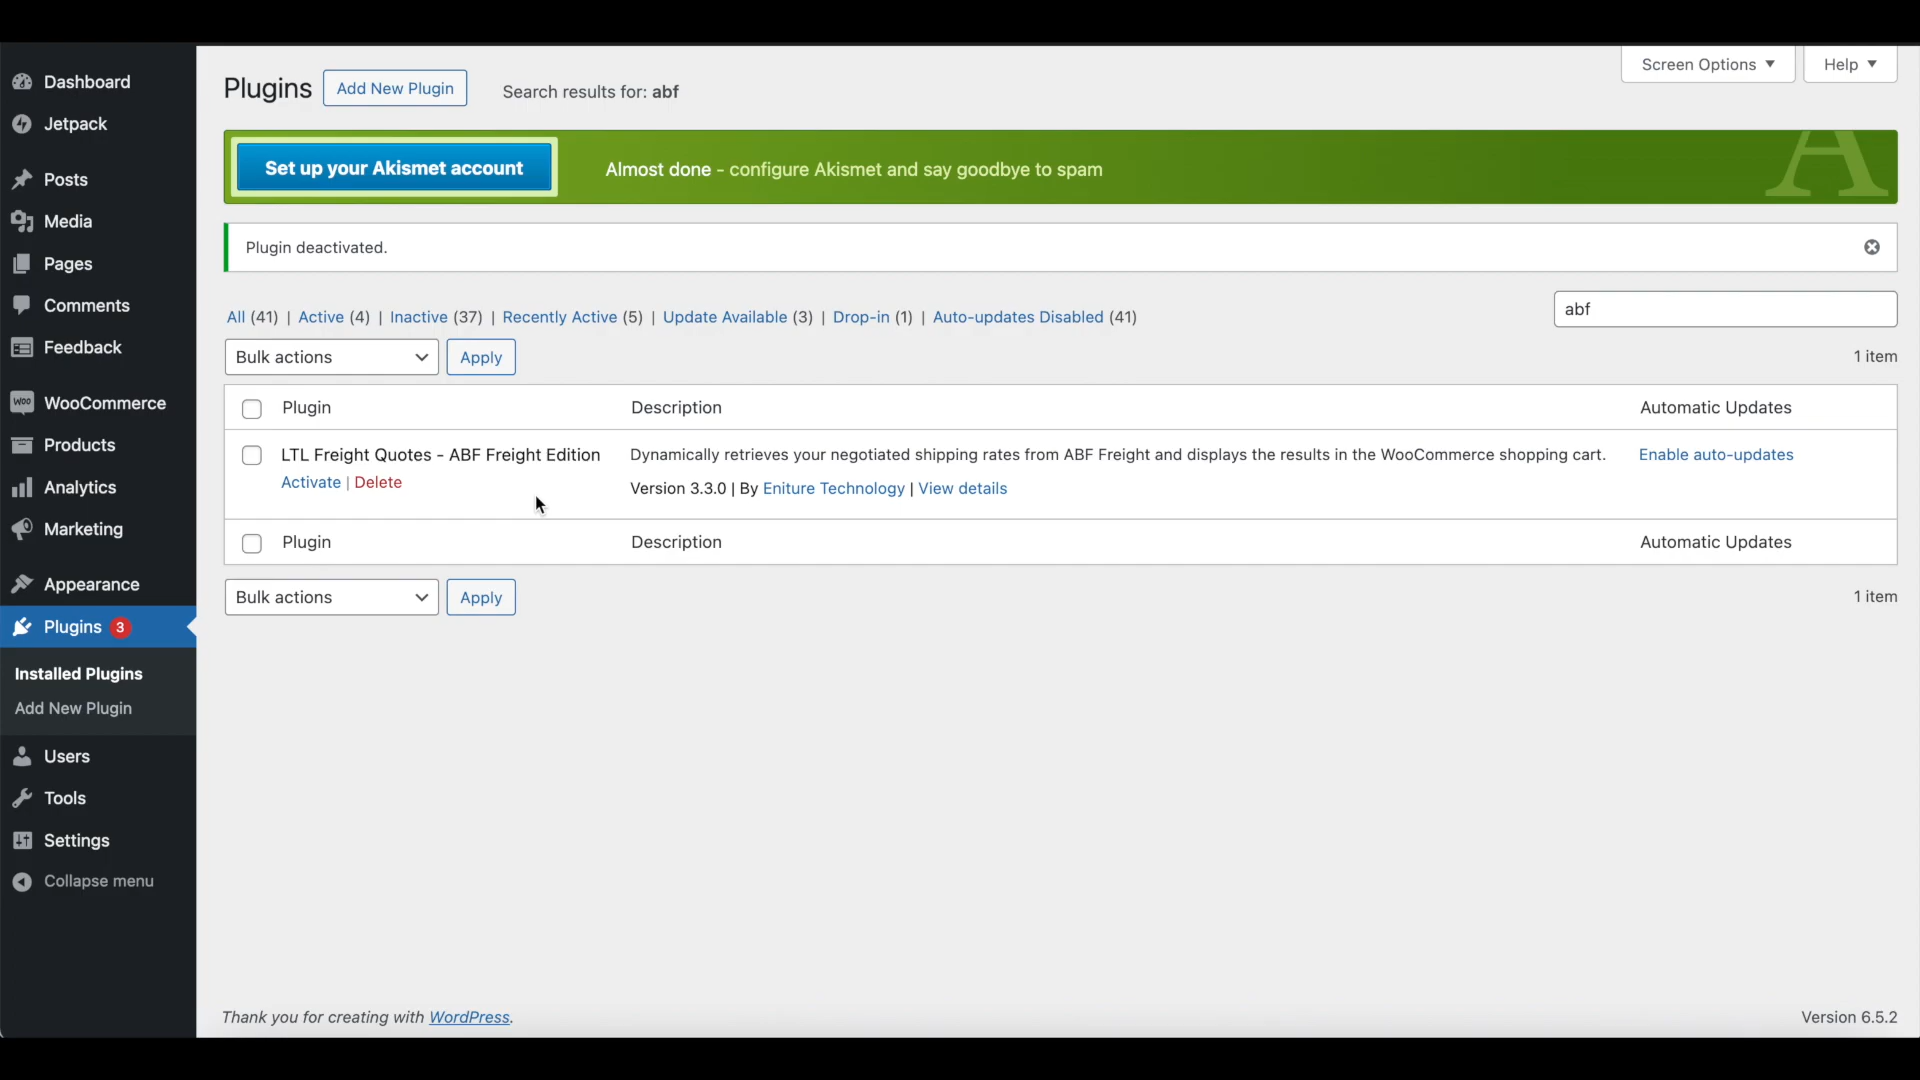 Screen Options
Help
Plugins
Add New Plugin
Search results for: abf
Set up your Akismet account
Almost done - configure Akismet and say goodbye to spam
A
Plugin deactivated.
All (41) | Active (4) | Inactive (37) | Recently Active (5) | Update Available (3) | Drop-in (1) | Auto-updates Disabled (41)
abf
Bulk actions
Apply
1 item
Plugin
Description
Automatic Updates
LTL Freight Quotes - ABF Freight Edition
Activate | Delete
Dynamically retrieves your negotiated shipping rates from ABF Freight and displays the results in the WooCommerce shopping cart.
Version 3.3.0 | By Eniture Technology | View details
Enable auto-updates
Plugin
Description
Automatic Updates
Bulk actions
Apply
1 item
Dashboard
Jetpack
Posts
Media
Pages
Comments
Feedback
Woo
WooCommerce
Products
Analytics
Marketing
Appearance
Plugins 3
Installed Plugins
Add New Plugin
Users
Tools
Settings
Collapse menu
Thank you for creating with WordPress.
Version 6.5.2